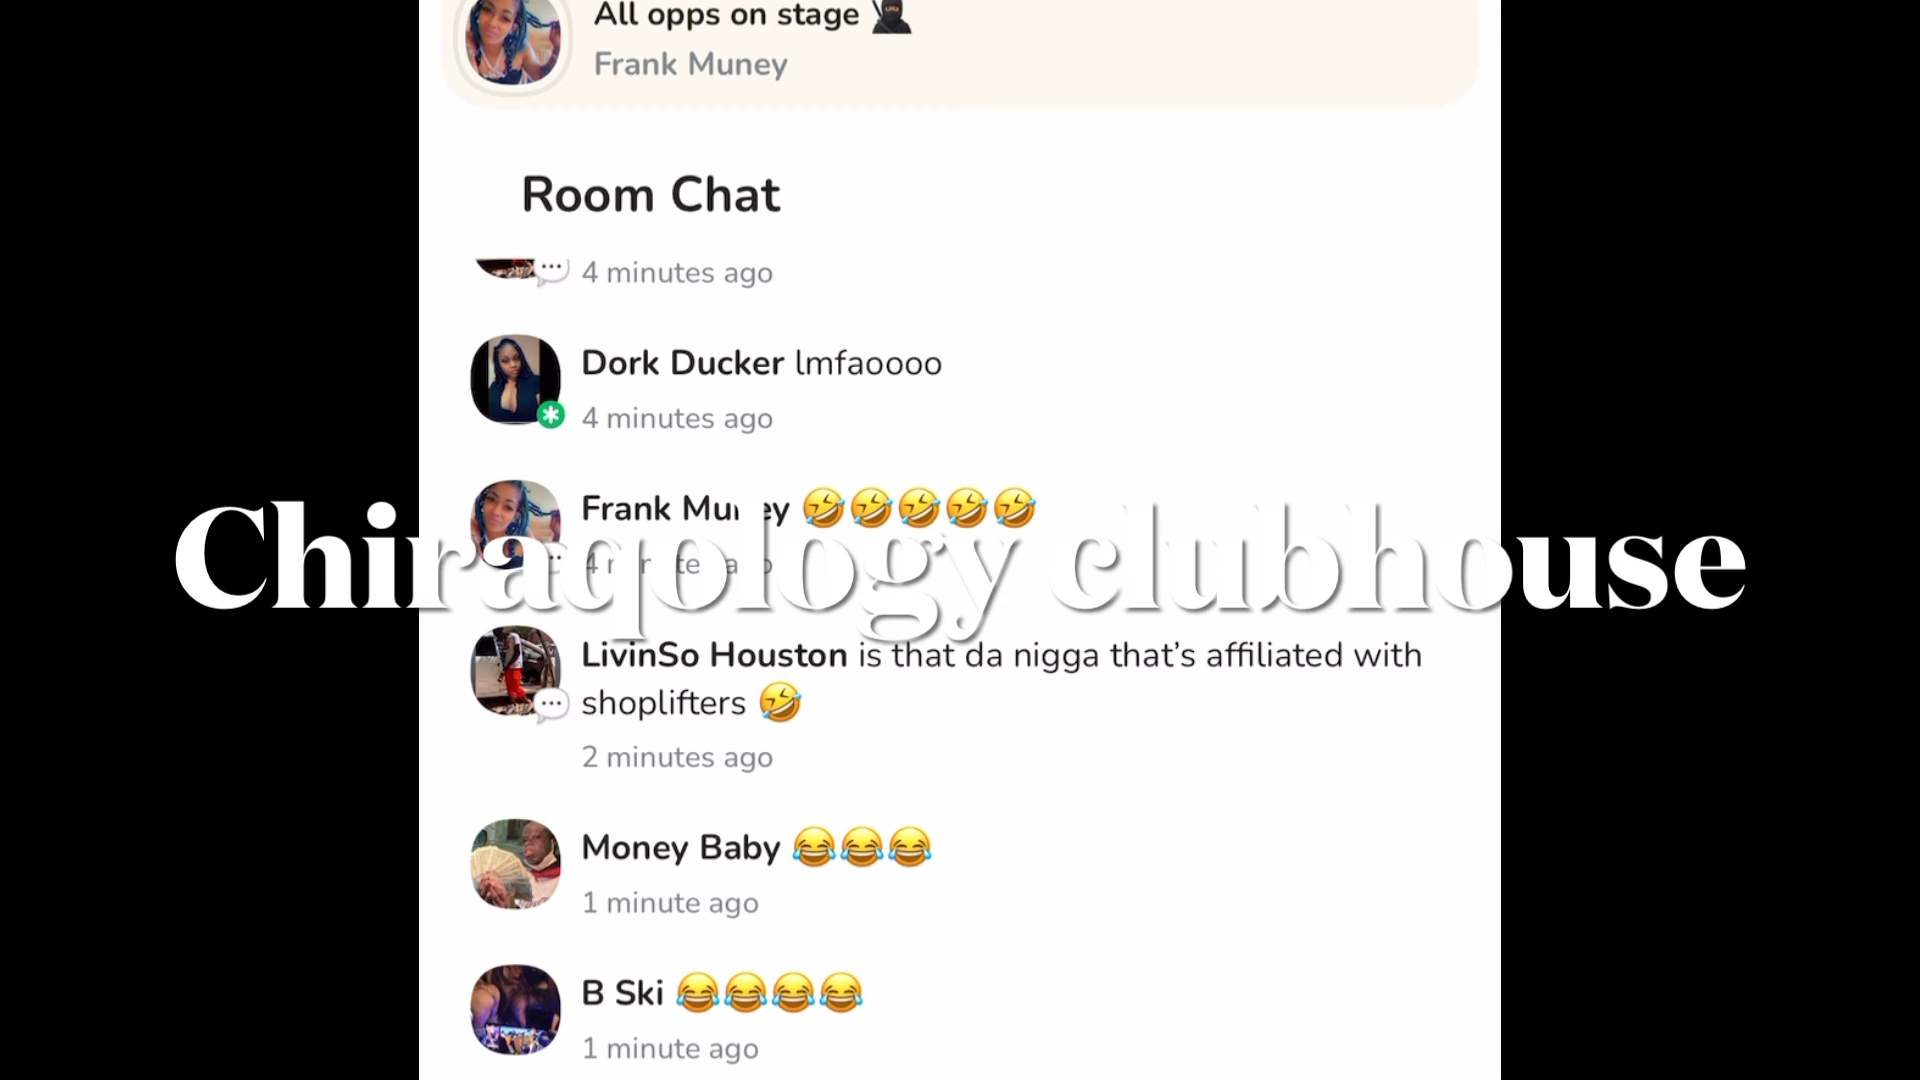 All opps on stage 🥷
Frank Muney
Room Chat
4 minutes ago
Dork Ducker lmfaoooo
4 minutes ago
Frank Muney 🤣🤣🤣🤣🤣
Chiraqology clubhouse
LivinSo Houston is that da nigga that’s affiliated with
shoplifters 🤣
2 minutes ago
Money Baby 😂😂😂
1 minute ago
B Ski 😂😂😂😂
1 minute ago